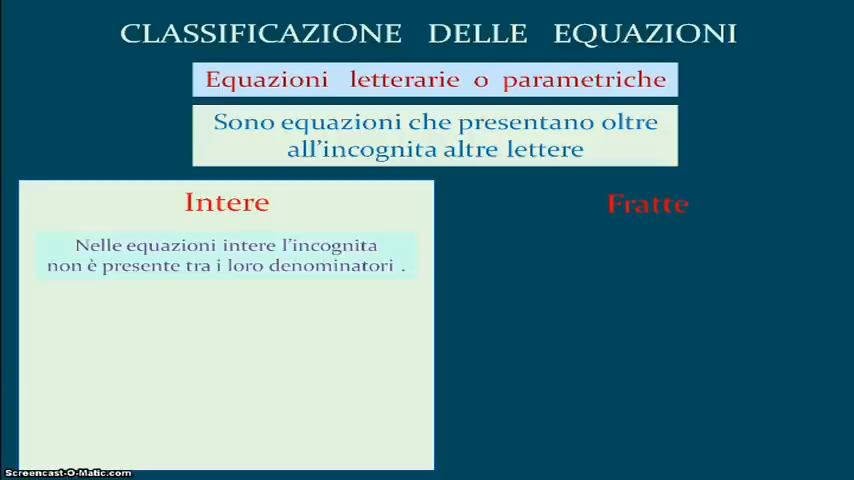 CLASSIFICAZIONE DELLE EQUAZIONI
Equazioni letterarie o parametriche
Sono equazioni che presentano oltre
all'incognita altre lettere
Intere
Fratte
Nelle equazioni intere l'incognita
non è presente tra i loro denominatori .
Screencast-O-Matic.com